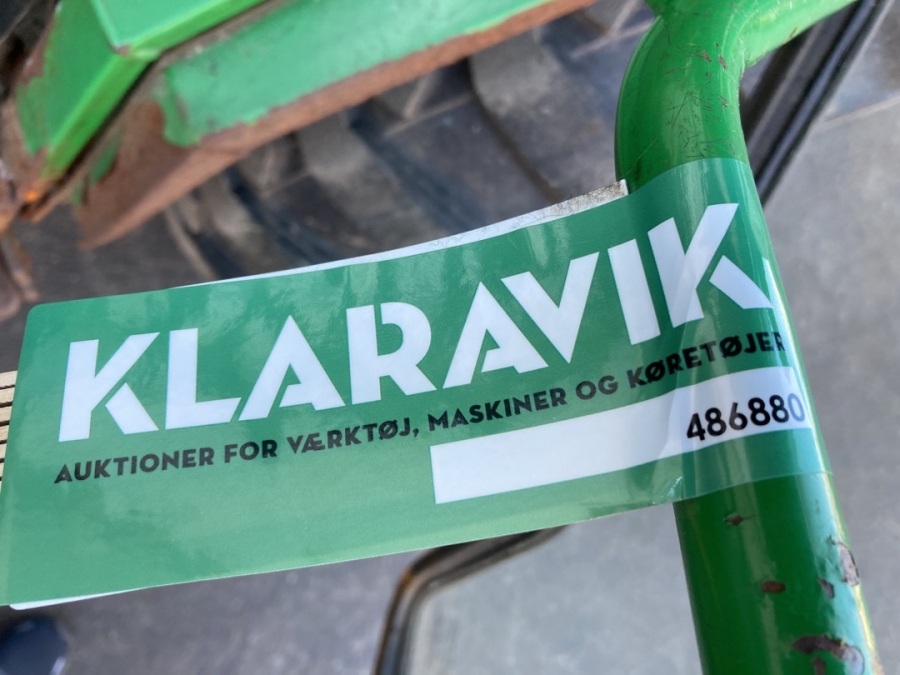 KLARAVIK
AUKTIONER FOR VÆRKTØJ, MASKINER OG KØRETØJER
486880